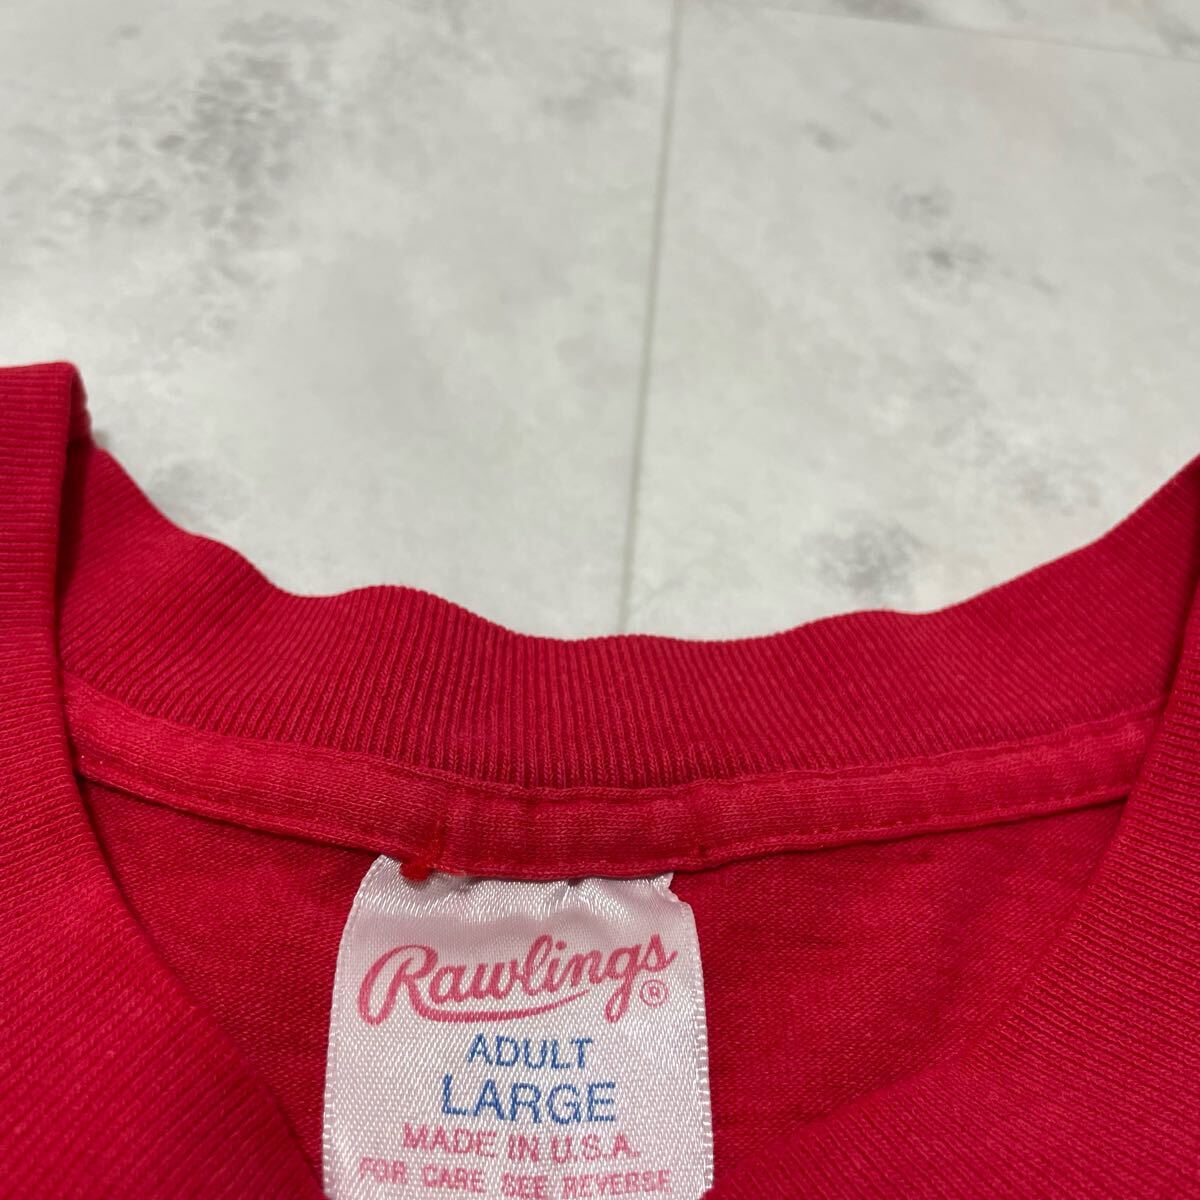 Rawlings®
ADULT
LARGE
MADE IN U.S.A.
FOR CARE SEE REVERSE